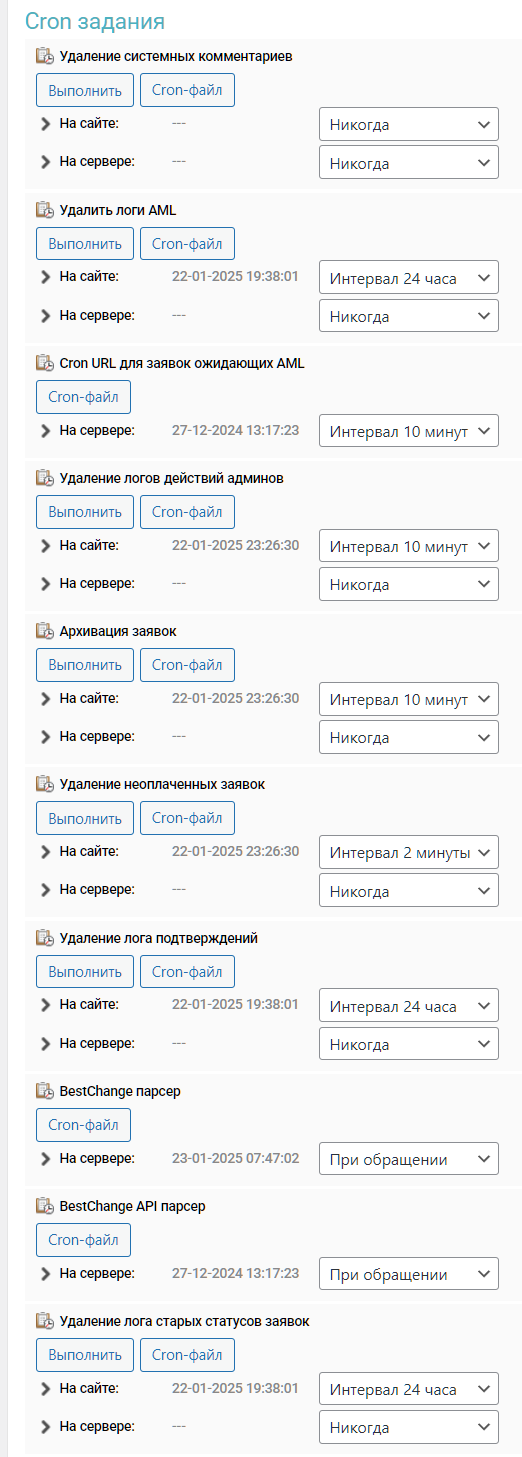 Cron задания
Удаление системных комментариев
Выполнить Cron-файл
На сайте: --- Никогда
На сервере: --- Никогда
Удалить логи AML
Выполнить Cron-файл
На сайте: 22-01-2025 19:38:01 Интервал 24 часа
На сервере: --- Никогда
Cron URL для заявок ожидающих AML
Cron-файл
На сервере: 27-12-2024 13:17:23 Интервал 10 минут
Удаление логов действий админов
Выполнить Cron-файл
На сайте: 22-01-2025 23:26:30 Интервал 10 минут
На сервере: --- Никогда
Архивация заявок
Выполнить Cron-файл
На сайте: 22-01-2025 23:26:30 Интервал 10 минут
На сервере: --- Никогда
Удаление неоплаченных заявок
Выполнить Cron-файл
На сайте: 22-01-2025 23:26:30 Интервал 2 минуты
На сервере: --- Никогда
Удаление лога подтверждений
Выполнить Cron-файл
На сайте: 22-01-2025 19:38:01 Интервал 24 часа
На сервере: --- Никогда
BestChange парсер
Cron-файл
На сервере: 23-01-2025 07:47:02 При обращении
BestChange API парсер
Cron-файл
На сервере: 27-12-2024 13:17:23 При обращении
Удаление лога старых статусов заявок
Выполнить Cron-файл
На сайте: 22-01-2025 19:38:01 Интервал 24 часа
На сервере: --- Никогда